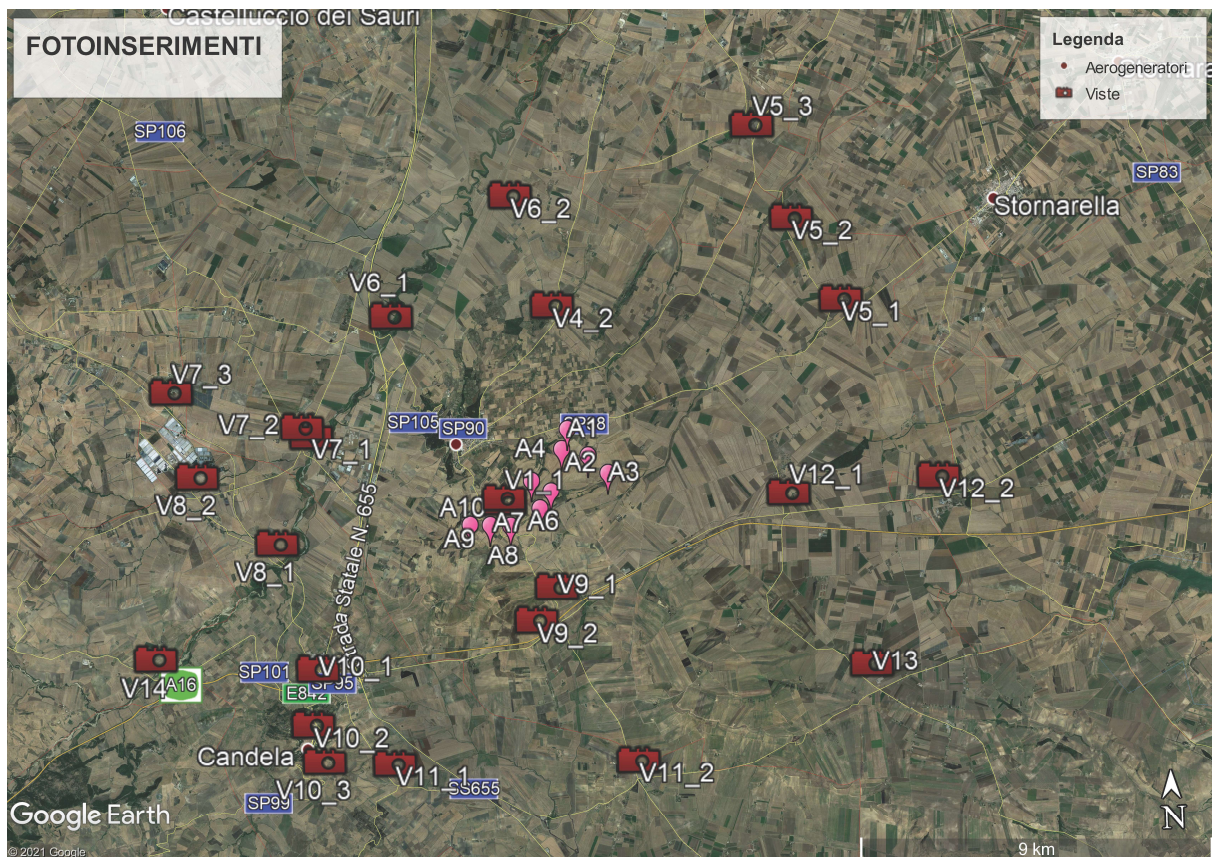 Castelluccio dei Sauri
FOTOINSERIMENTI
Legenda
Aerogeneratori
Viste
V5_3
SP106
SP83
Stornarella
V6_2
V5_2
V6_1
V4_2
V5_1
V7_3
V7_2
V7_1
SP105
SP90
A1
A4
A2
A3
V1_1
V8_2
V12_1
V12_2
A10
A7
A6
A9
A8
Strada Statale N. 655
V8_1
V9_1
V9_2
V10_1
V13
SP101
SP95
V14
A16
E842
V10_2
Candela
V10_3
V11_1
V11_2
SS655
SP99
Google Earth
N
© 2021 Google
9 km